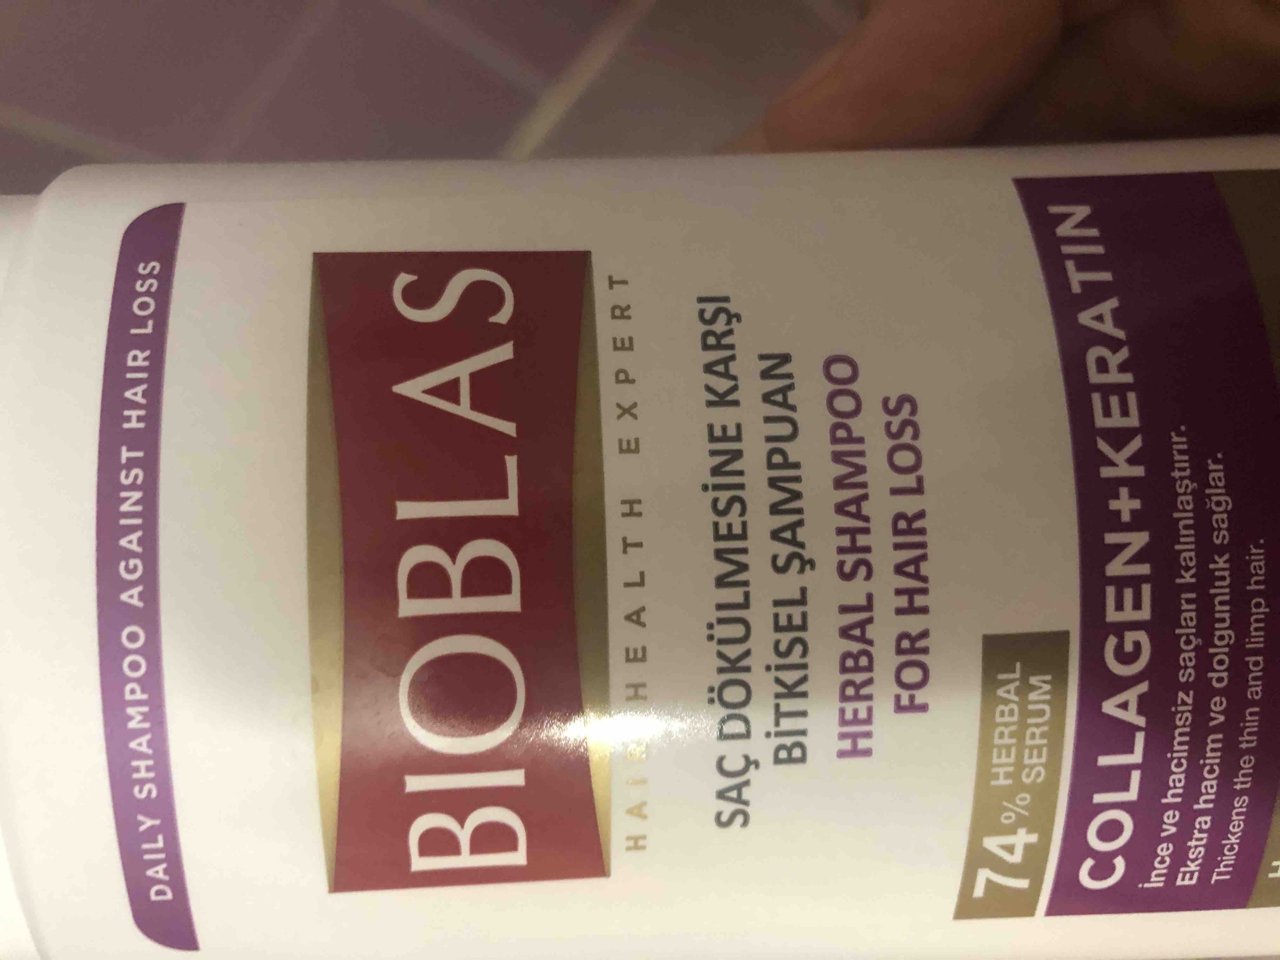 DAILY SHAMPOO AGAINST HAIR LOSS
BIOBLAS
HAIR HEALTH EXPERT
SAÇ DÖKÜLMESİNE KARŞI
BİTKİSEL ŞAMPUAN
HERBAL SHAMPOO
FOR HAIR LOSS
74% HERBAL
SERUM
COLLAGEN+KERATIN
İnce ve hacimsiz saçları kalınlaştırır.
Ekstra hacim ve dolgunluk sağlar.
Thickens the thin and limp hair.